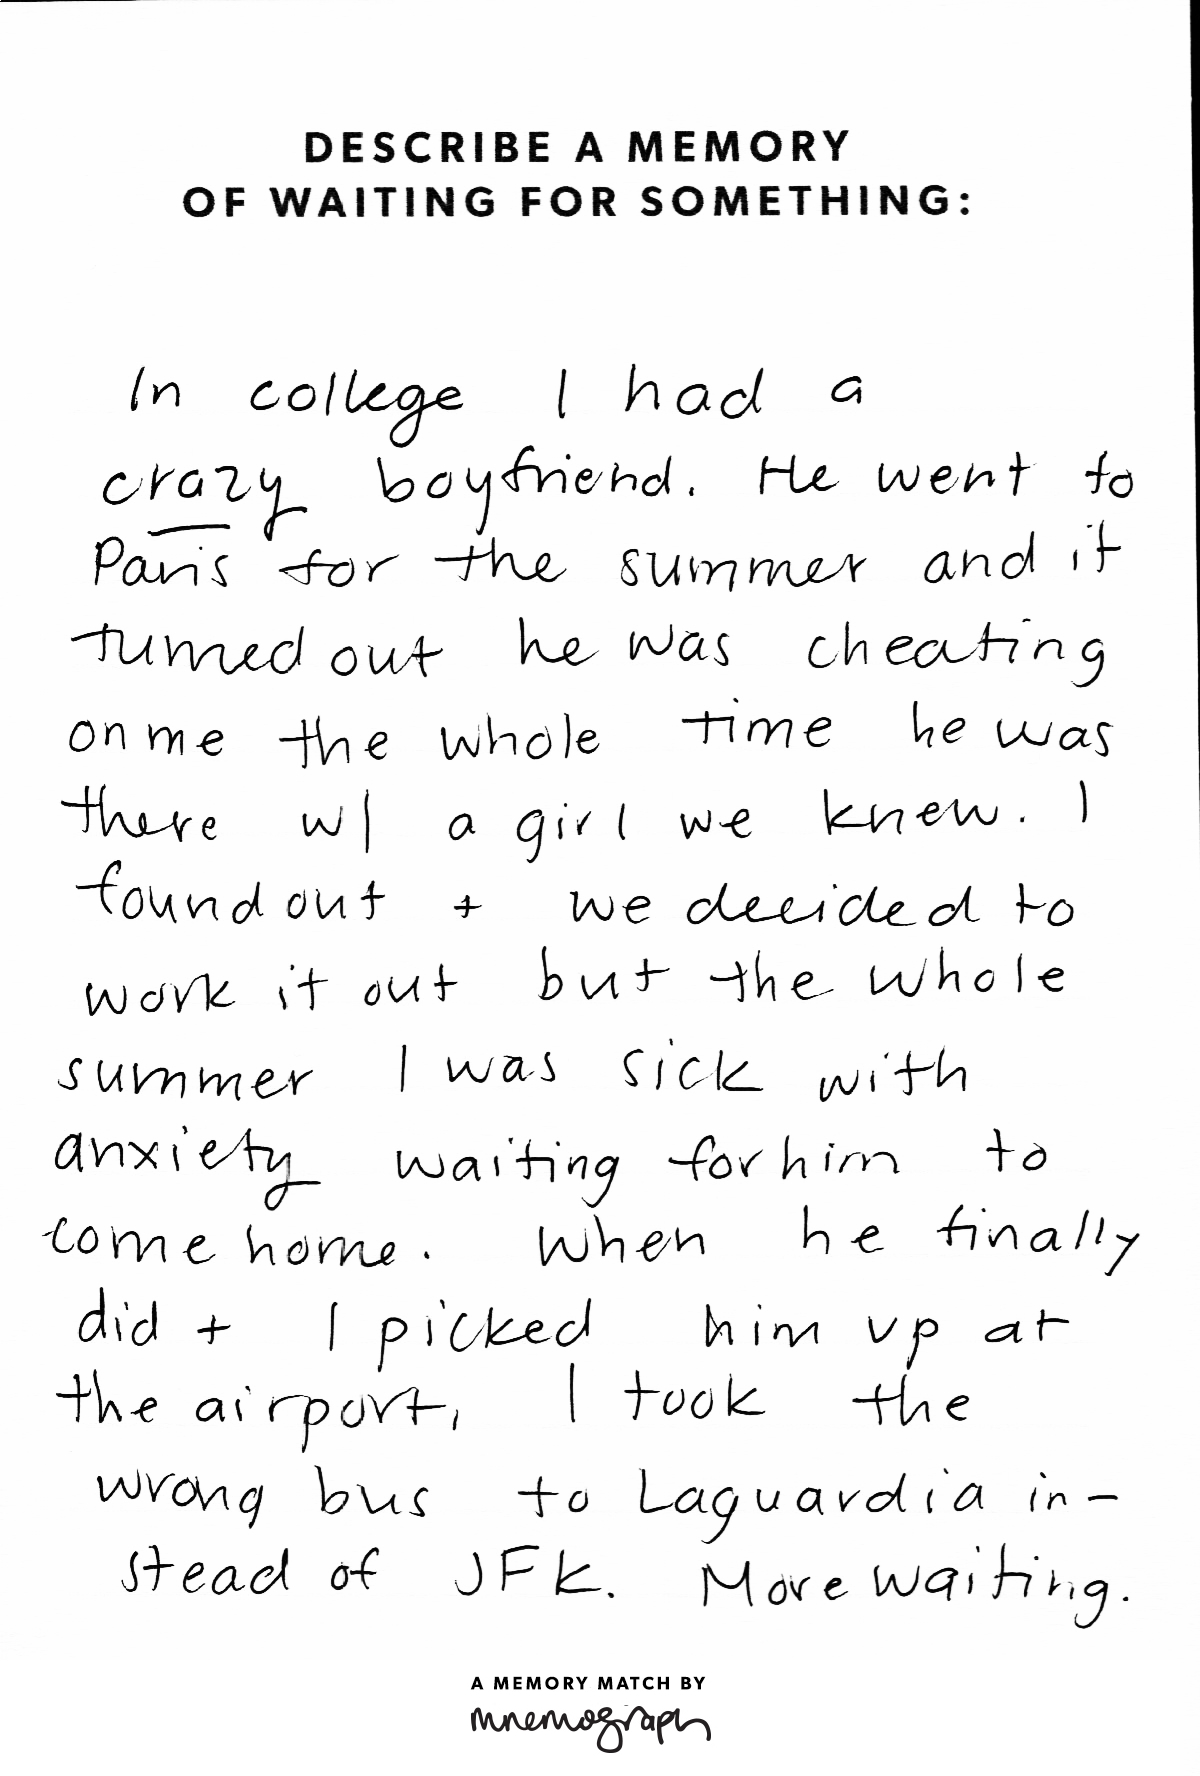 DESCRIBE A MEMORY
OF WAITING FOR SOMETHING:
In college I had a
crazy boyfriend. He went to
Paris for the summer and it
turned out he was cheating
on me the whole time he was
there w/ a girl we knew. I
found out + we decided to
work it out but the whole
summer I was sick with
anxiety waiting for him to
come home. When he finally
did + I picked him up at
the airport, I took the
wrong bus to Laguardia in-
stead of JFK. More waiting.
A MEMORY MATCH BY
mnemograph